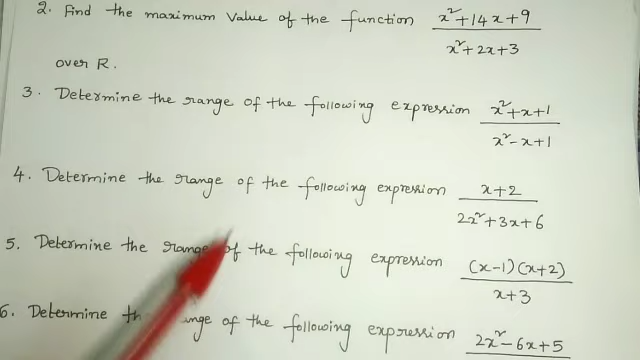 2. Find the maximum value of the function x²+14x+9 / x²+2x+3
over R.
3. Determine the range of the following expression x²+x+1 / x²-x+1
4. Determine the range of the following expression x+2 / 2x²+3x+6
5. Determine the range of the following expression (x-1)(x+2) / x+3
6. Determine range of the following expression 2x²-6x+5